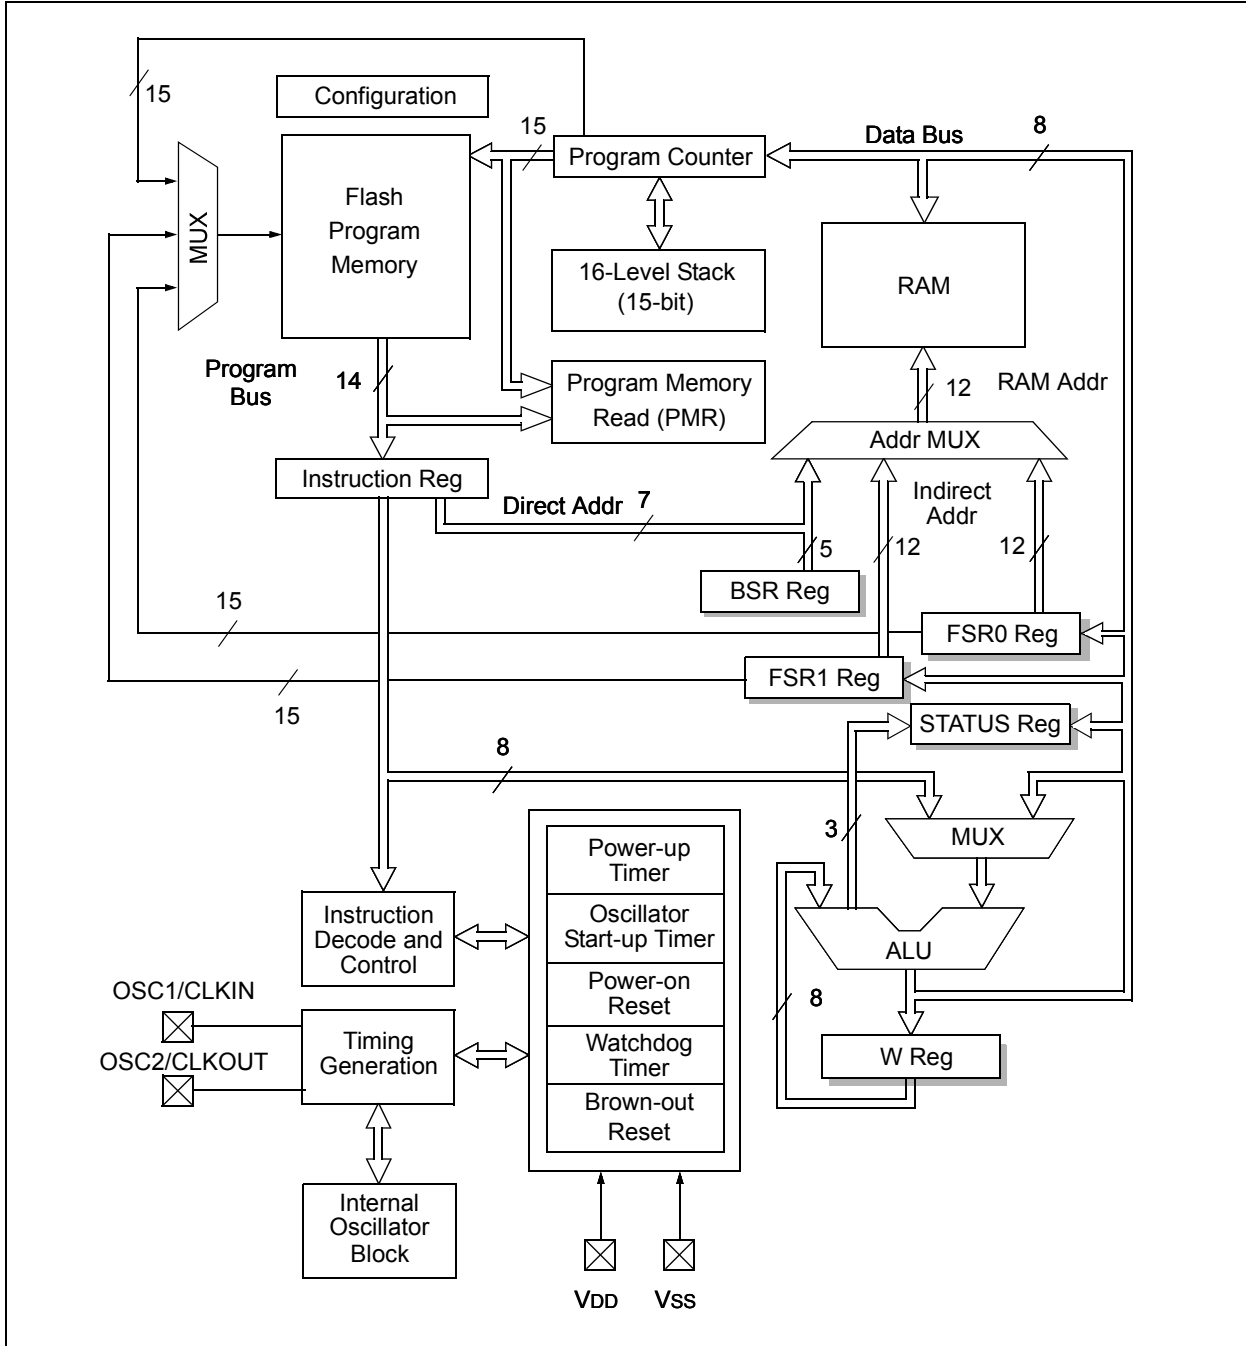 15
Configuration
15
Program Counter
Data Bus
8
Flash
Program
Memory
MUX
16-Level Stack
(15-bit)
RAM
Program
Bus
14
Program Memory
Read (PMR)
12
RAM Addr
Addr MUX
Instruction Reg
Direct Addr
7
Indirect
Addr
5
12
12
BSR Reg
15
FSR0 Reg
FSR1 Reg
15
STATUS Reg
8
3
MUX
Power-up
Timer
Instruction
Decode and
Control
Oscillator
Start-up Timer
ALU
OSC1/CLKIN
Power-on
Reset
8
Timing
Generation
OSC2/CLKOUT
Watchdog
Timer
W Reg
Brown-out
Reset
Internal
Oscillator
Block
VDD
VSS